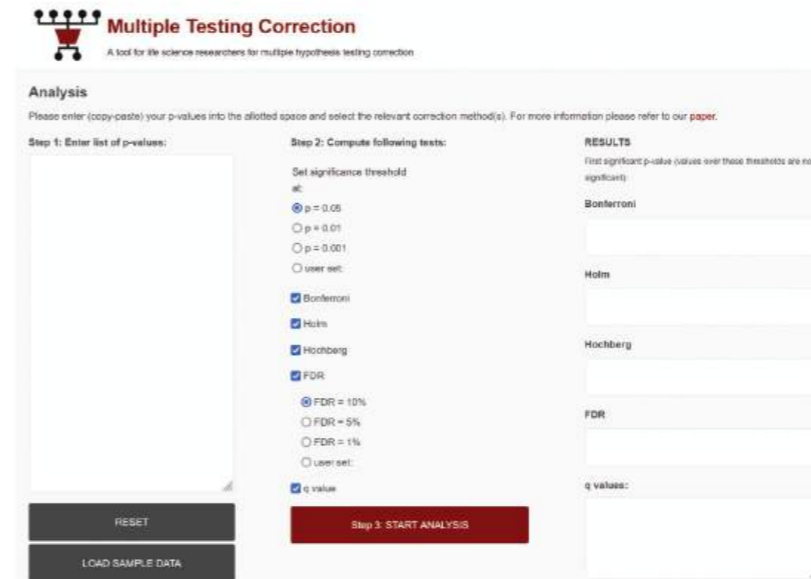 Multiple Testing Correction
A tool for life science researchers for multiple hypothesis testing correction
Analysis
Please enter (copy-paste) your p-values into the allotted space and select the relevant correction method(s). For more information please refer to our paper.
Step 1: Enter list of p-values:
RESET
LOAD SAMPLE DATA
Step 2: Compute following tests:
Set significance threshold
at:
p = 0.05
p = 0.01
p = 0.001
user set:
Bonferroni
Holm
Hochberg
FDR
FDR = 10%
FDR = 5%
FDR = 1%
user set:
q value
Step 3: START ANALYSIS
RESULTS
First significant p-value (values over these thresholds are no
significant):
Bonferroni
Holm
Hochberg
FDR
q values: